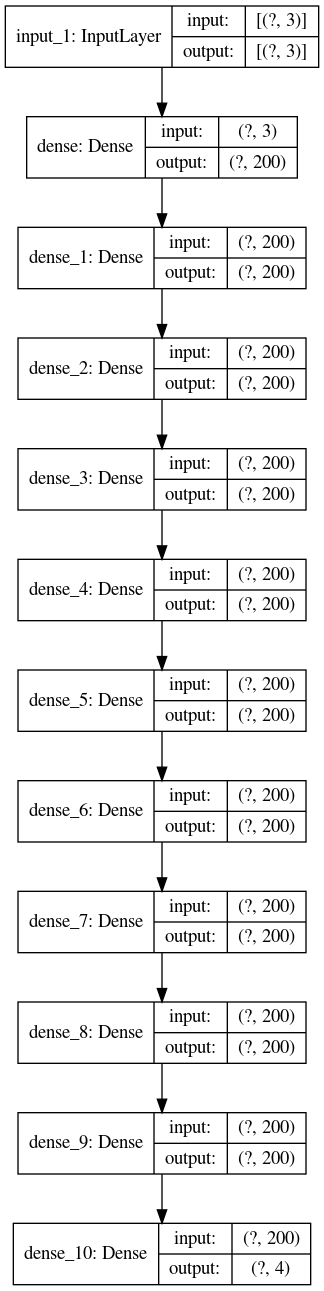 input_1: InputLayer
input: [(?, 3)]
output: [(?, 3)]
dense: Dense
input: (?, 3)
output: (?, 200)
dense_1: Dense
input: (?, 200)
output: (?, 200)
dense_2: Dense
input: (?, 200)
output: (?, 200)
dense_3: Dense
input: (?, 200)
output: (?, 200)
dense_4: Dense
input: (?, 200)
output: (?, 200)
dense_5: Dense
input: (?, 200)
output: (?, 200)
dense_6: Dense
input: (?, 200)
output: (?, 200)
dense_7: Dense
input: (?, 200)
output: (?, 200)
dense_8: Dense
input: (?, 200)
output: (?, 200)
dense_9: Dense
input: (?, 200)
output: (?, 200)
dense_10: Dense
input: (?, 200)
output: (?, 4)